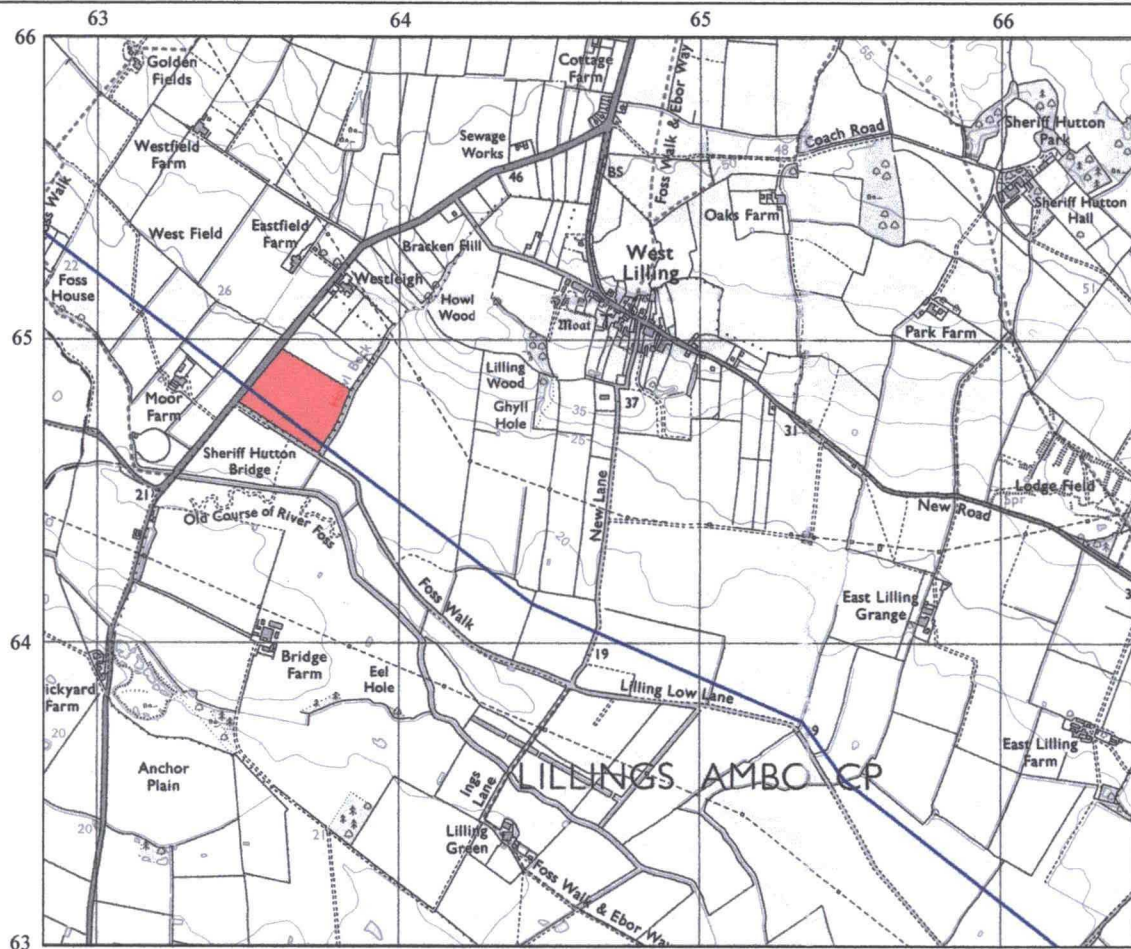 63
64
65
66
66
Golden
Fields
Cottage
Farm
Foss Walk & Ebor Way
55
Sheriff Hutton
Park
Westfield
Farm
Sewage
Works
46
BS
50
48
Coach Road
Walk
Oaks Farm
Sheriff Hutton
Hall
West Field
Eastfield
Farm
Bracken Hill
West
Lilling
22
Foss
House
26
Westleigh
Howl
Wood
Moat
51
Park Farm
65
Moor
Farm
Lilling
Wood
Ghyll
Hole
35
25
37
31
Sheriff Hutton
Bridge
21
Old Course of River Foss
New Lane
20
Lodge Field
Spr
New Road
Foss Walk
East Lilling
Grange
64
19
Bridge
Farm
Eel
Hole
Lilling Low Lane
ickyard
Farm
20
East Lilling
Farm
Anchor
Plain
LILLINGS AMBO CP
Ings
Lane
20
21
Lilling
Green
Foss Walk & Ebor Way
63